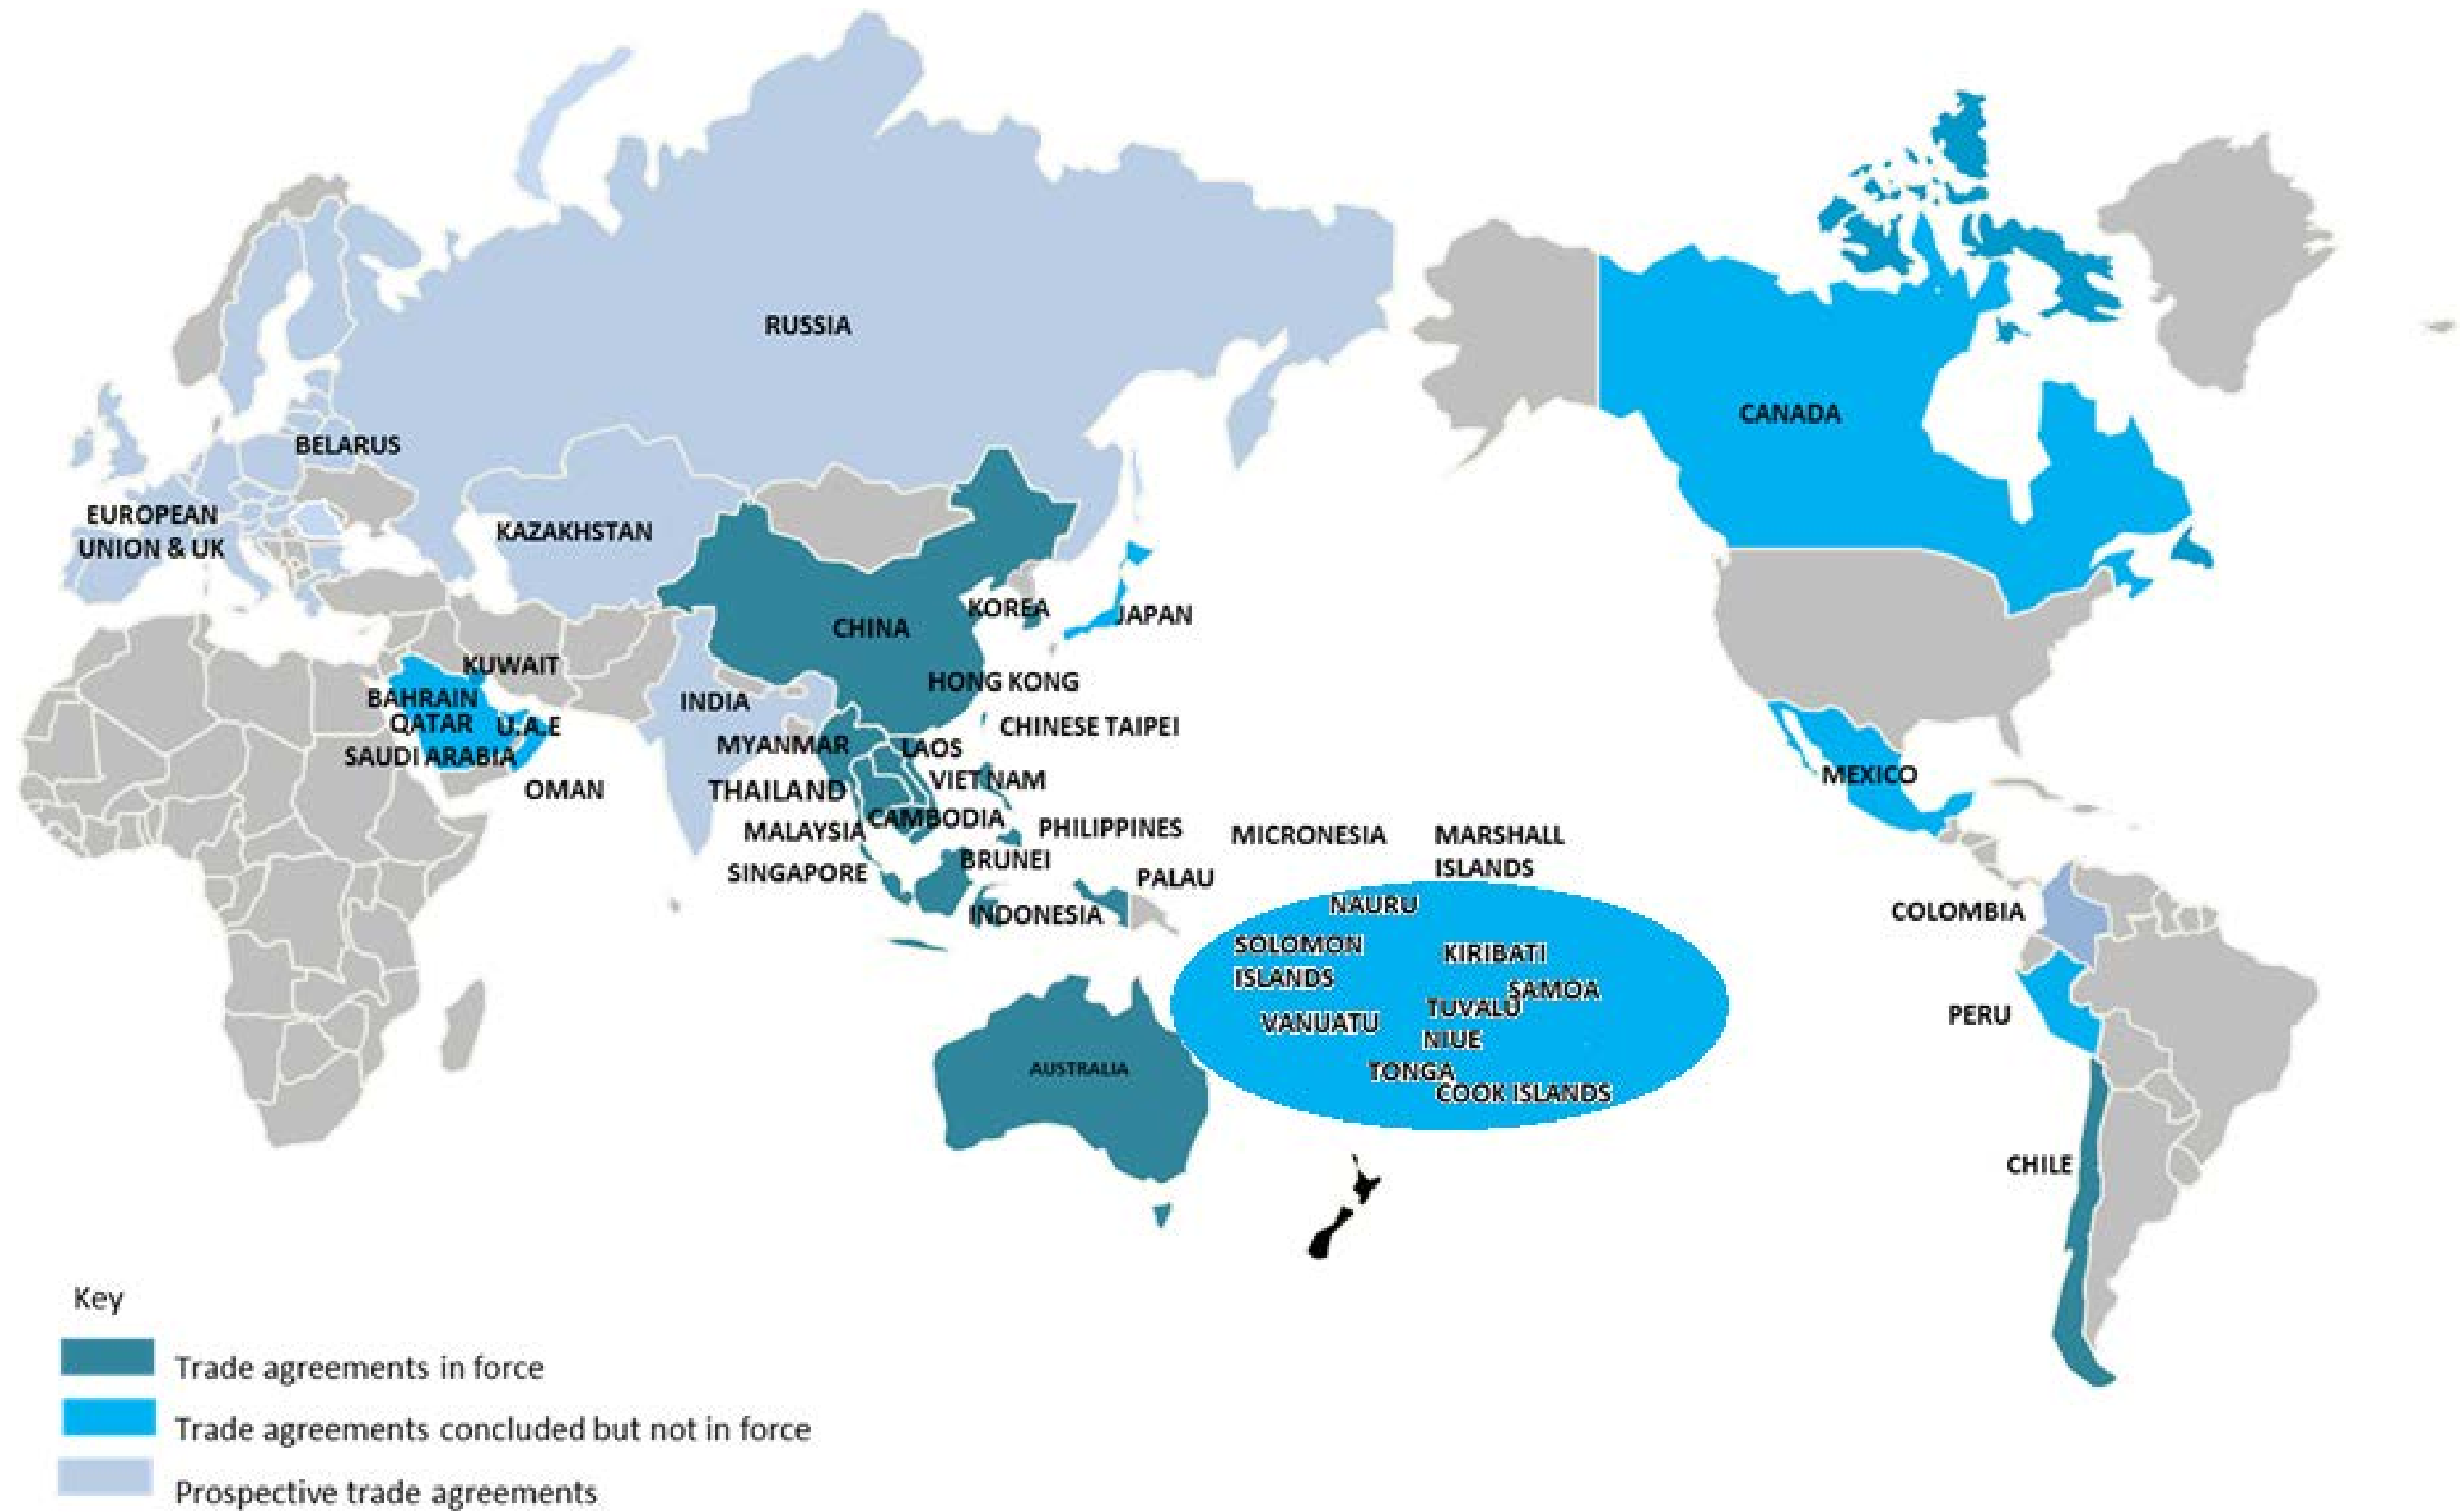 RUSSIA
CANADA
BELARUS
EUROPEAN
UNION & UK
KAZAKHSTAN
KOREA
JAPAN
CHINA
KUWAIT
HONG KONG
BAHRAIN
INDIA
QATAR
U.A.E
CHINESE TAIPEI
MYANMAR
LAOS
SAUDI ARABIA
VIETNAM
MEXICO
OMAN
THAILAND
CAMBODIA
MALAYSIA
PHILIPPINES
MICRONESIA
MARSHALL
ISLANDS
BRUNEI
SINGAPORE
PALAU
NAURU
COLOMBIA
INDONESIA
SOLOMON
ISLANDS
KIRIBATI
SAMOA
TUVALU
PERU
VANUATU
NIUE
AUSTRALIA
TONGA
COOK ISLANDS
CHILE
Key
Trade agreements in force
Trade agreements concluded but not in force
Prospective trade agreements